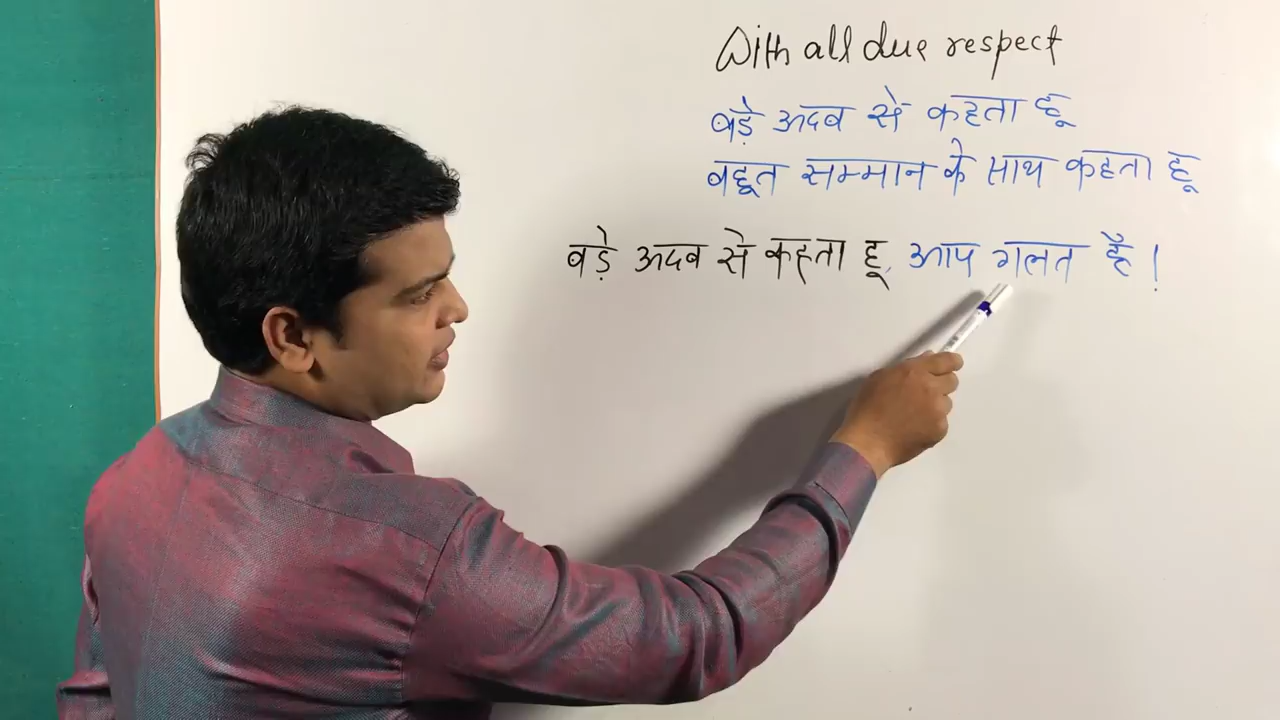 With all due respect
बड़े अदब से कहता हूं
बहुत सम्मान के साथ कहता हू
बड़े अदब से कहता हू, आप गलत है !